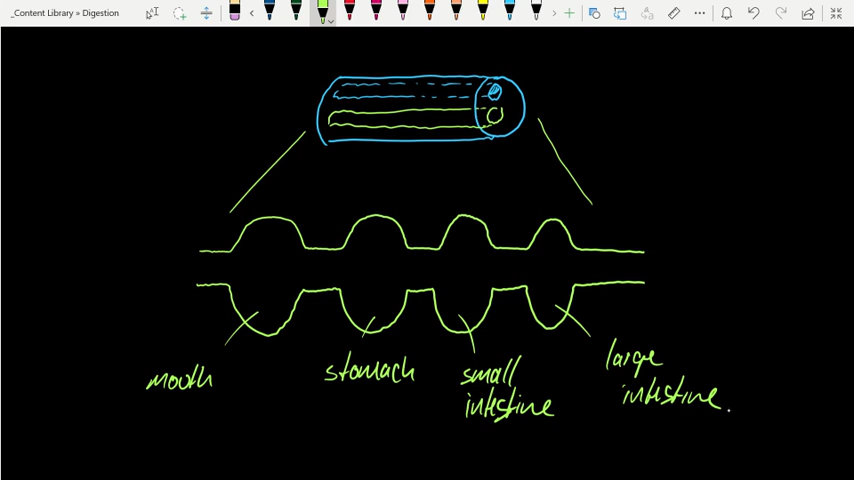 _Content Library » Digestion
mouth
stomach
small
intestine
large
intestine.